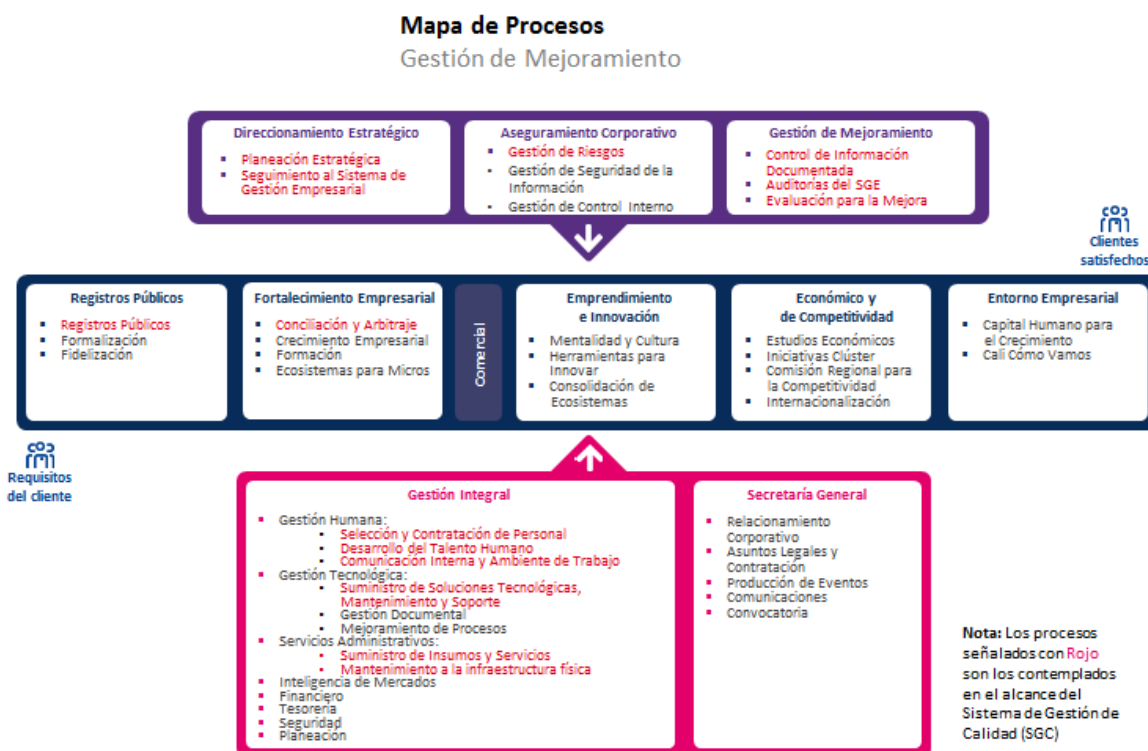 Mapa de Procesos
Gestión de Mejoramiento
Direccionamiento Estratégico
Planeación Estratégica
Seguimiento al Sistema de
Gestión Empresarial
Aseguramiento Corporativo
Gestión de Riesgos
Gestión de Seguridad de la
Información
Gestión de Control Interno
Gestión de Mejoramiento
Control de Información
Documentada
Auditorías del SGE
Evaluación para la Mejora
Clientes
satisfechos
Registros Públicos
Registros Públicos
Formalización
Fidelización
Fortalecimiento Empresarial
Conciliación y Arbitraje
Crecimiento Empresarial
Formación
Ecosistemas para Micros
Comercial
Emprendimiento
e Innovación
Mentalidad y Cultura
Herramientas para
Innovar
Consolidación de
Ecosistemas
Económico y
de Competitividad
Estudios Económicos
Iniciativas Clúster
Comisión Regional para
la Competitividad
Internacionalización
Entorno Empresarial
Capital Humano para
el Crecimiento
Cali Cómo Vamos
Requisitos
del cliente
Gestión Integral
Gestión Humana:
Selección y Contratación de Personal
Desarrollo del Talento Humano
Comunicación Interna y Ambiente de Trabajo
Gestión Tecnológica:
Suministro de Soluciones Tecnológicas,
Mantenimiento y Soporte
Gestión Documental
Mejoramiento de Procesos
Servicios Administrativos:
Suministro de Insumos y Servicios
Mantenimiento a la infraestructura física
Inteligencia de Mercados
Financiero
Tesorería
Seguridad
Planeación
Secretaría General
Relacionamiento
Corporativo
Asuntos Legales y
Contratación
Producción de Eventos
Comunicaciones
Convocatoria
Nota: Los procesos
señalados con Rojo
son los contemplados
en el alcance del
Sistema de Gestión de
Calidad (SGC)